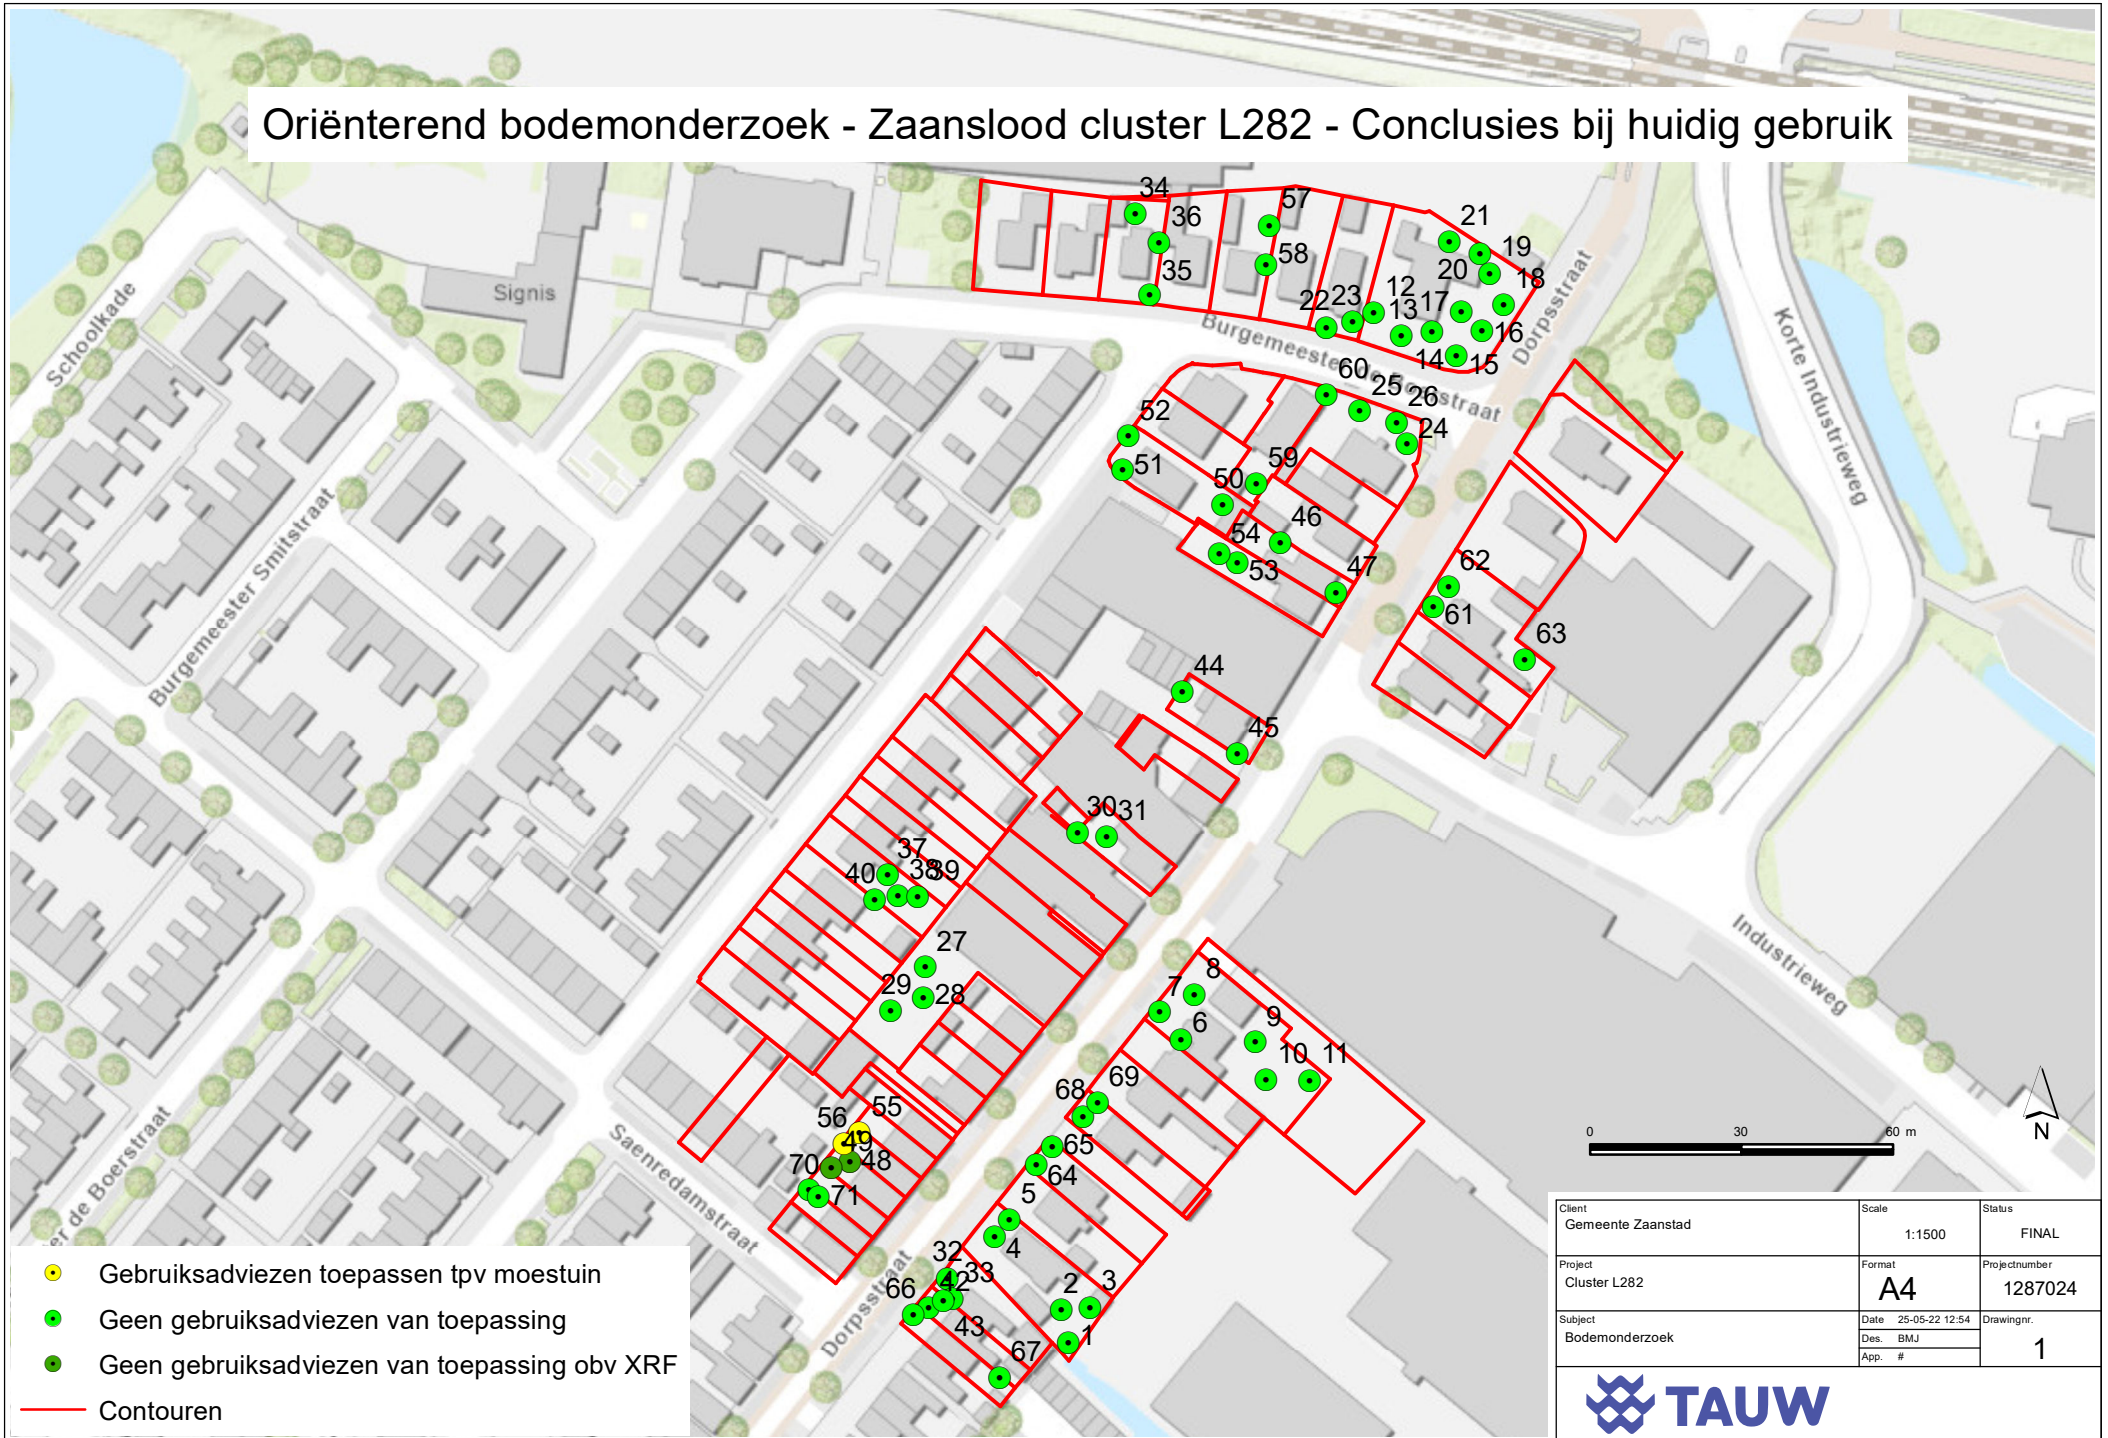 Oriënterend bodemonderzoek - Zaanslood cluster L282 - Conclusies bij huidig gebruik
34
57
36
21
19
35
58
20
18
Signis
22
23
12
13
17
16
Burgemeester de Boerstraat
14
15
Dorpsstraat
Schoolkade
Korte Industrieweg
60
25
26
24
52
51
59
50
46
54
53
47
Burgemeester Smitstraat
62
61
63
44
45
30
31
37
40
38
39
27
29
28
Industrieweg
7
8
6
9
10
11
68
69
56
55
49
48
70
71
65
64
5
4
Saenredamstraat
32
33
42
66
43
67
2
3
1
Dorpsstraat
er de Boerstraat
0 30 60 m
N
Gebruiksadviezen toepassen tpv moestuin
Geen gebruiksadviezen van toepassing
Geen gebruiksadviezen van toepassing obv XRF
Contouren
Client
Gemeente Zaanstad
Scale
1:1500
Status
FINAL
Project
Cluster L282
Format
A4
Projectnumber
1287024
Subject
Bodemonderzoek
Date 25-05-22 12:54
Des. BMJ
App. #
Drawingnr.
1
TAUW